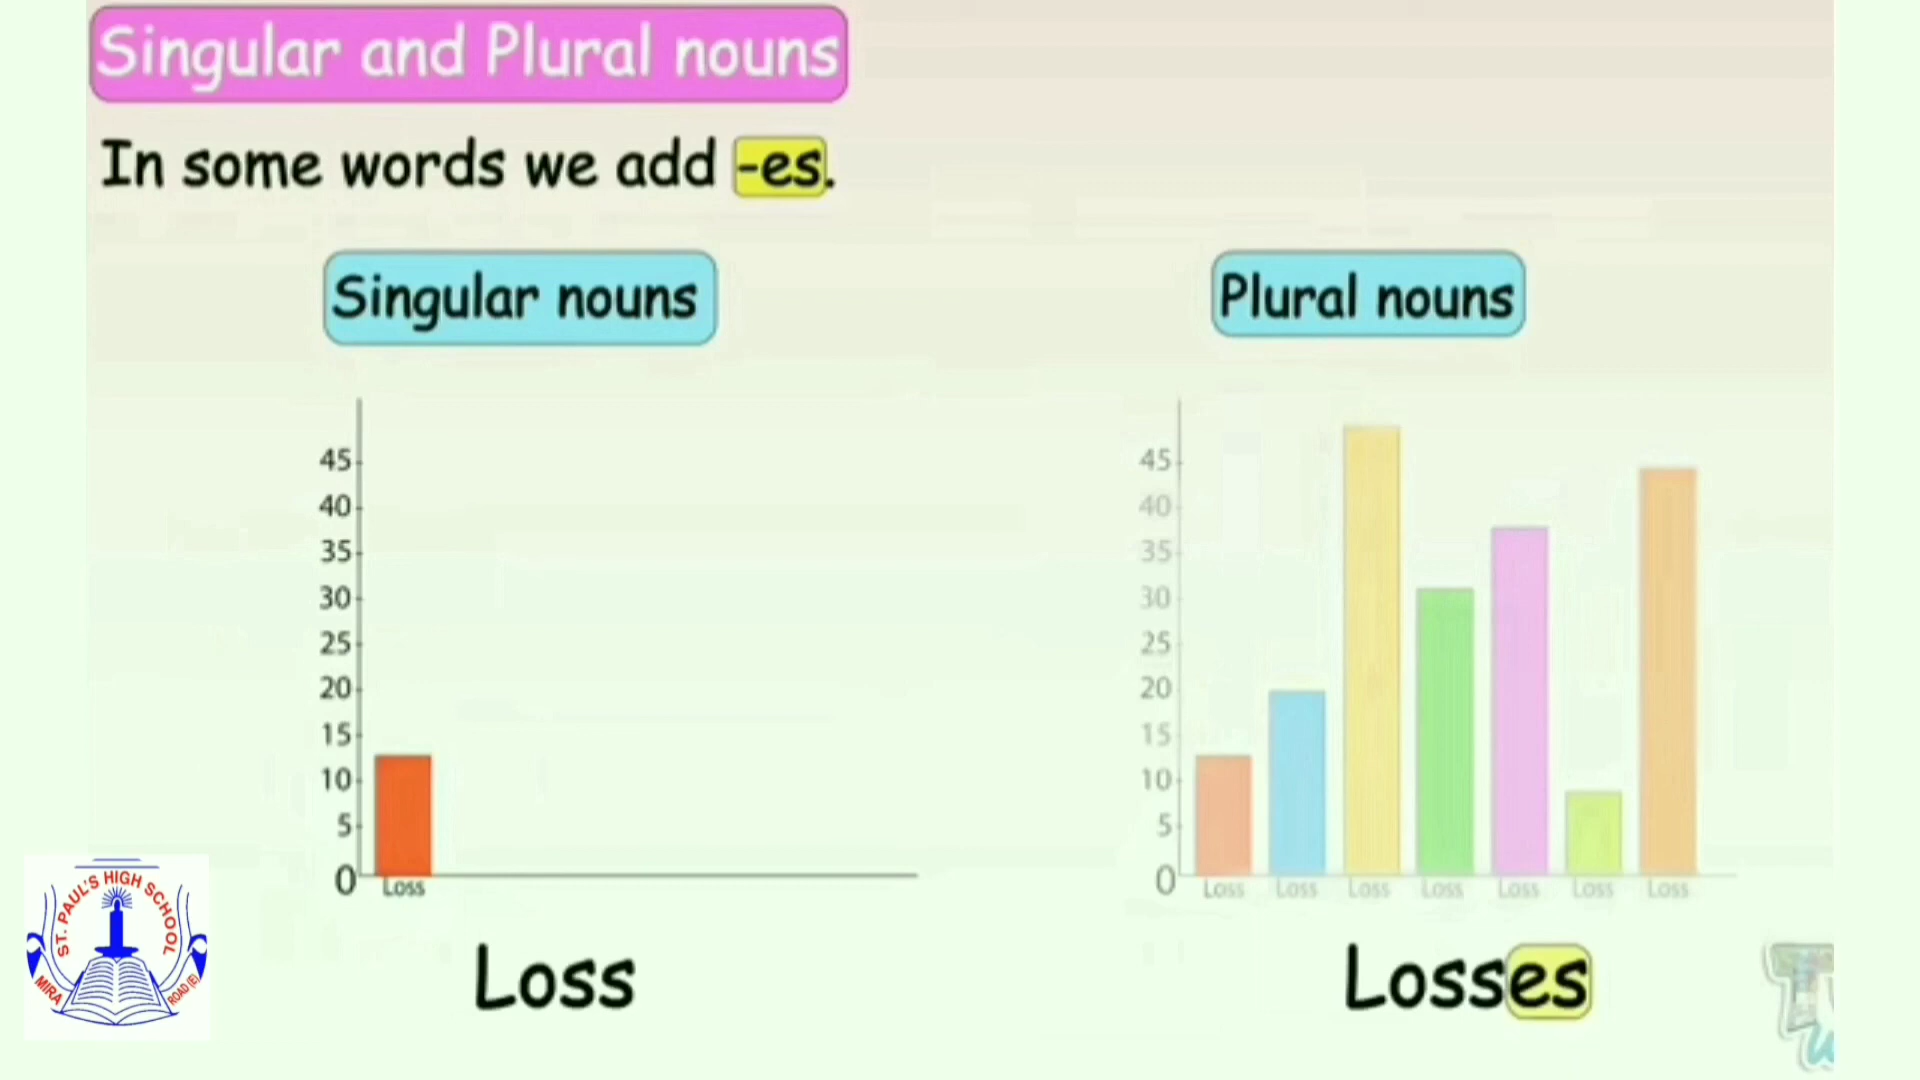 Singular and Plural nouns
In some words we add -es.
Singular nouns
Plural nouns
45
40
35
30
25
20
15
10
5
0
Loss
45
40
35
30
25
20
15
10
5
0
Loss Loss Loss Loss Loss Loss Loss
Loss
Losses
ST. PAUL'S HIGH SCHOOL
MIRA ROAD (E)